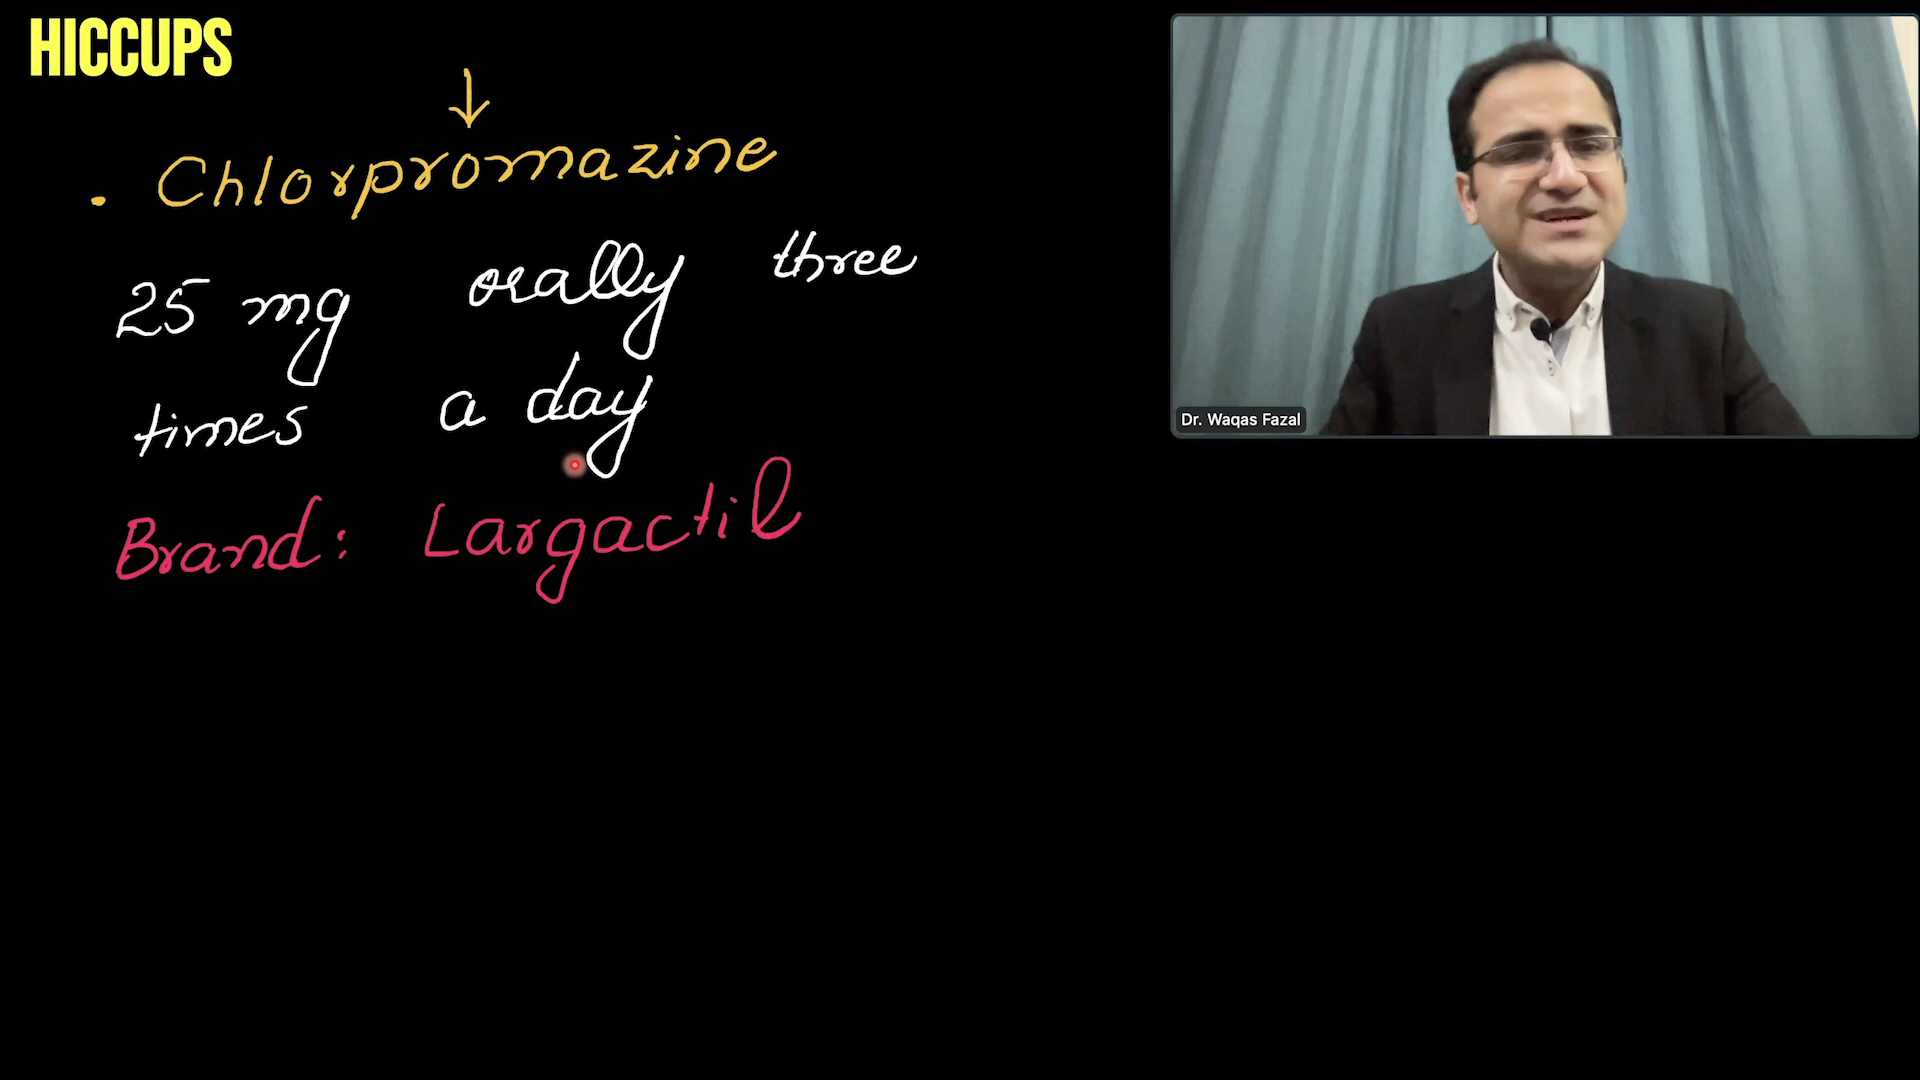 HICCUPS
↓
. Chlorpromazine
25 mg orally three
times a day
Brand: Largactil
Dr. Waqas Fazal